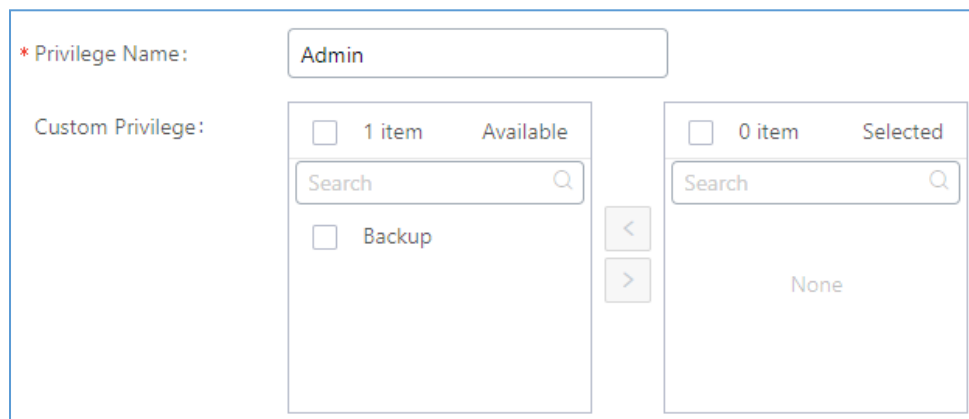 * Privilege Name: Admin
Custom Privilege:
1 item Available
0 item Selected
Search
Search
Backup
<
>
None